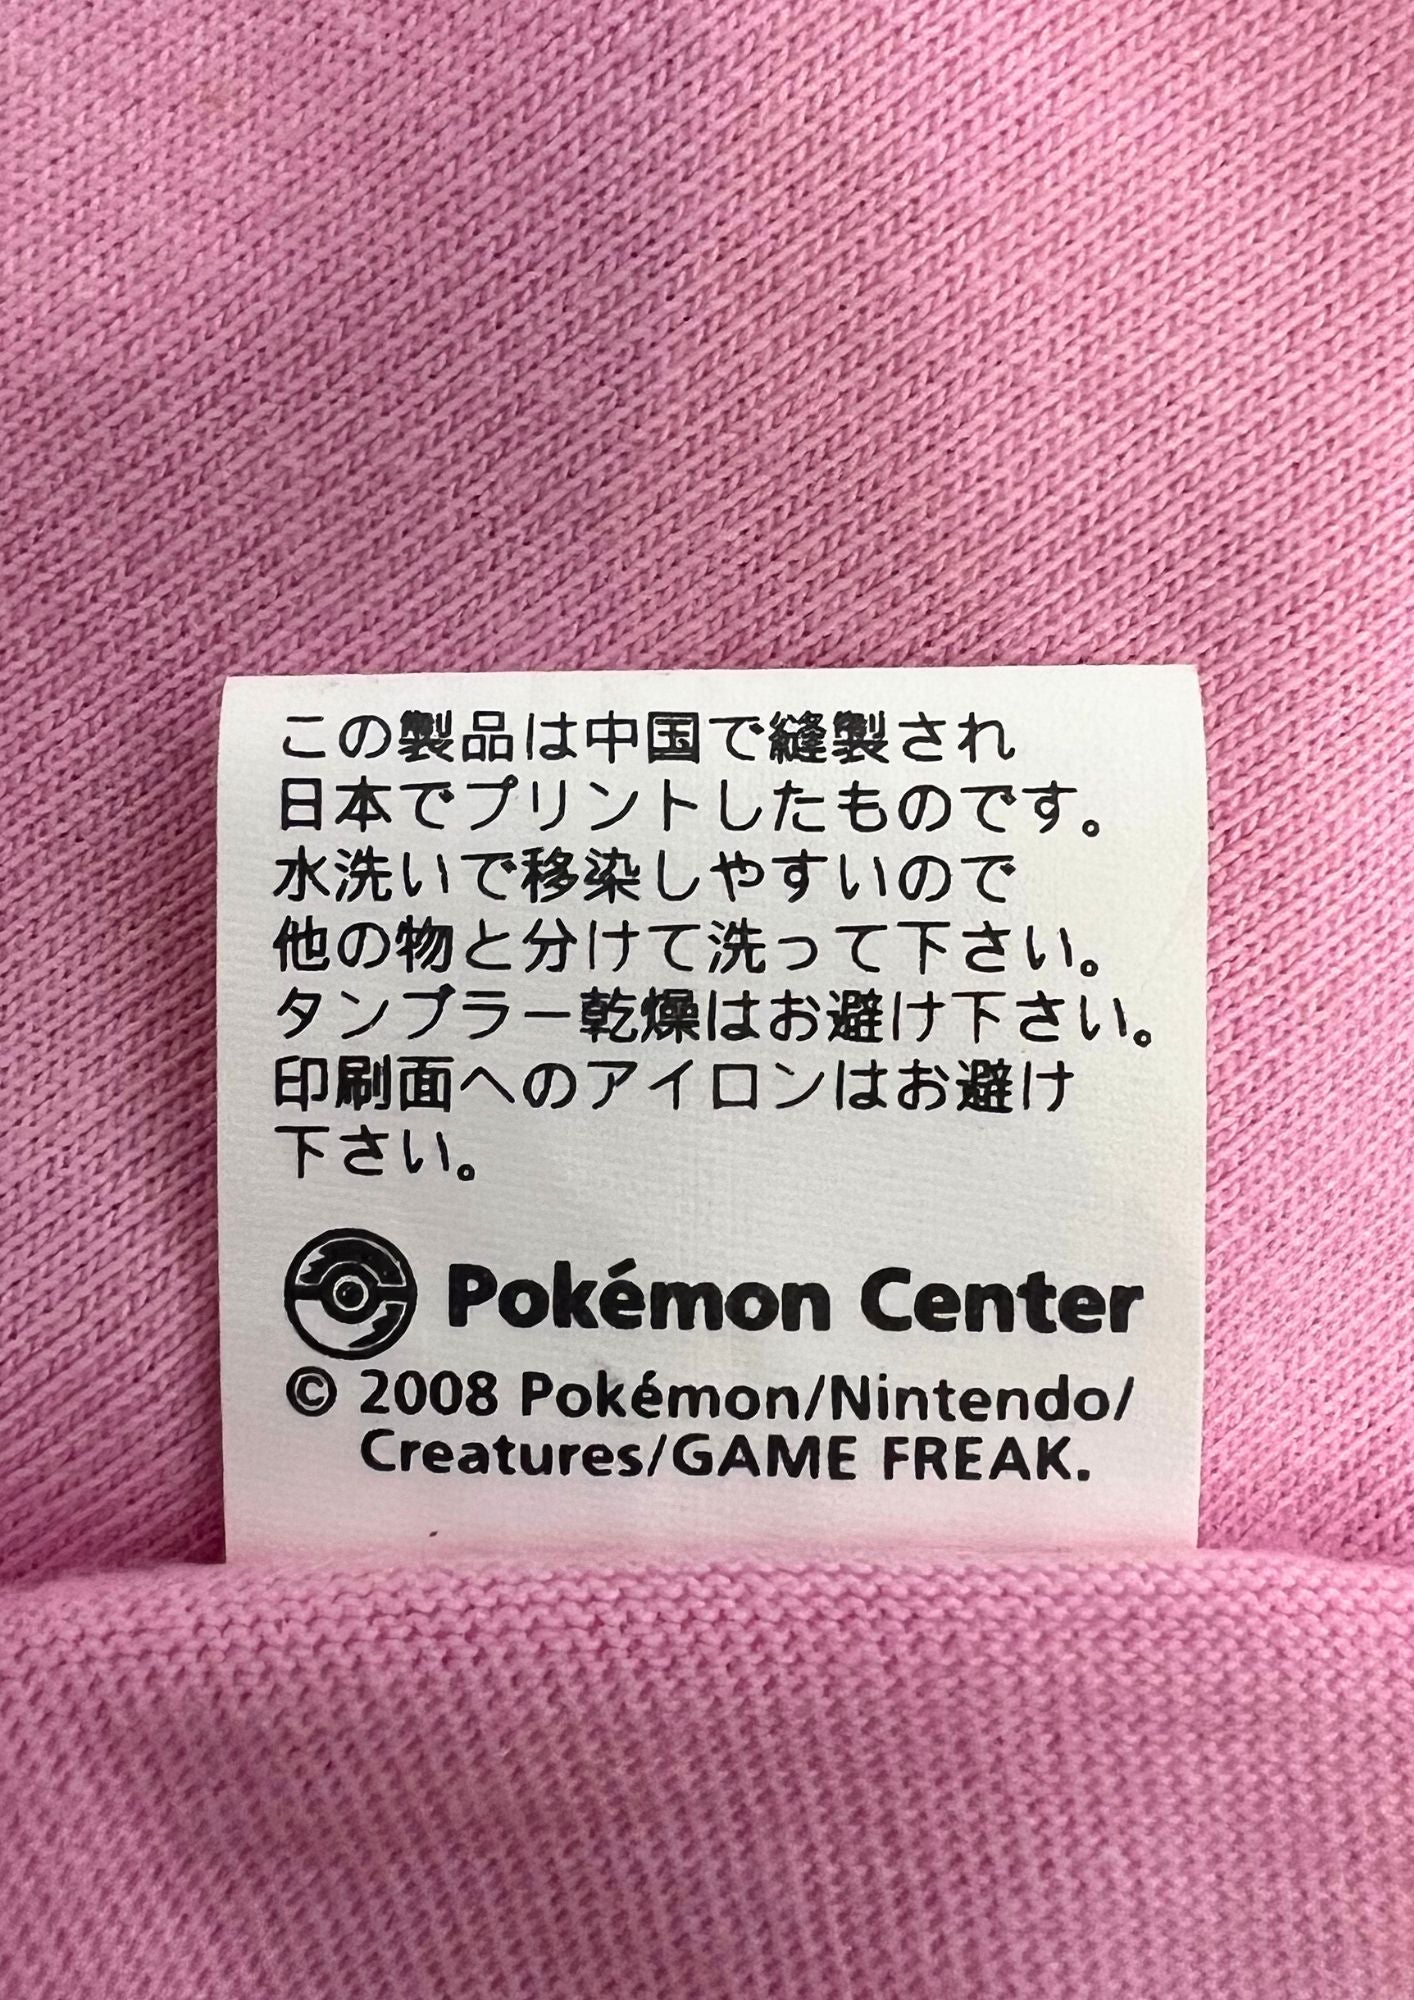 この製品は中国で縫製され
日本でプリントしたものです。
水洗いで移染しやすいので
他の物と分けて洗って下さい。
タンブラー乾燥はお避け下さい。
印刷面へのアイロンはお避け
下さい。
Pokémon Center
© 2008 Pokémon/Nintendo/
Creatures/GAME FREAK.